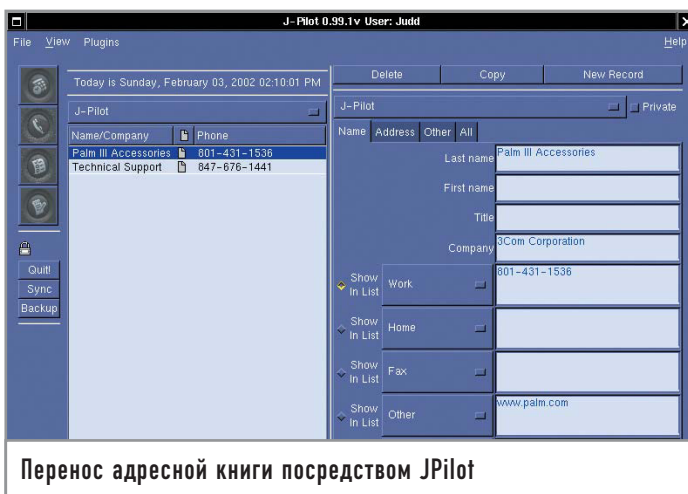 J-Pilot 0.99.1v User: Judd
File View Plugins Help
Today is Sunday, February 03, 2002 02:10:01 PM
J-Pilot
Name/Company Phone
Palm III Accessories 801-431-1536
Technical Support 847-676-1441
Quit!
Sync
Backup
Delete Copy New Record
J-Pilot Private
Name Address Other All
Last name Palm III Accessories
First name
Title
Company 3Com Corporation
Show In List Work 801-431-1536
Show In List Home
Show In List Fax
Show In List Other www.palm.com
Перенос адресной книги посредством JPilot